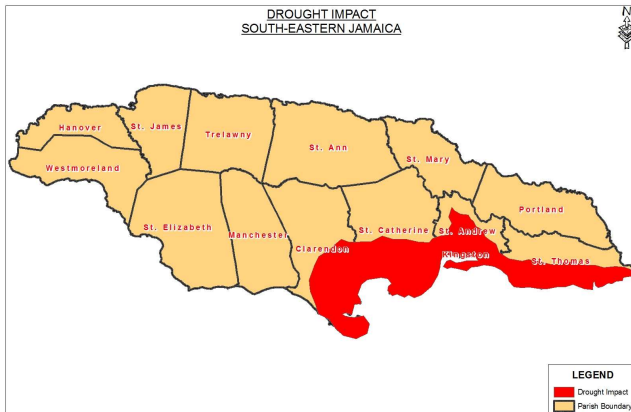 DROUGHT IMPACT
SOUTH-EASTERN JAMAICA
N
Hanover
St. James
Trelawny
St. Ann
St. Mary
Westmoreland
Portland
St. Elizabeth
Manchester
Clarendon
St. Catherine
St. Andrew
Kingston
St. Thomas
LEGEND
Drought Impact
Parish Boundary